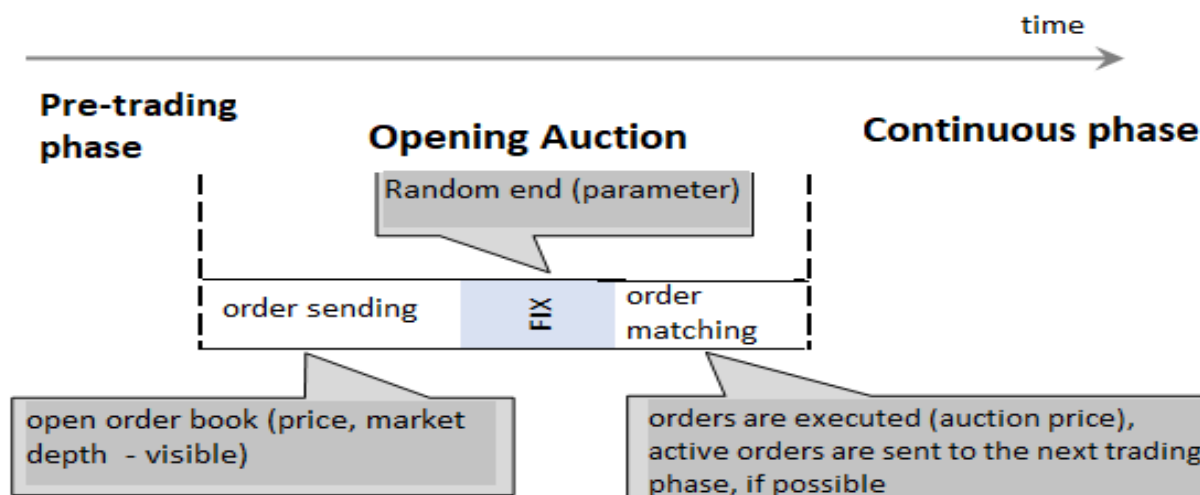 time
Pre-trading
phase
Opening Auction
Continuous phase
Random end (parameter)
order sending
FIX
order
matching
open order book (price, market
depth - visible)
orders are executed (auction price),
active orders are sent to the next trading
phase, if possible